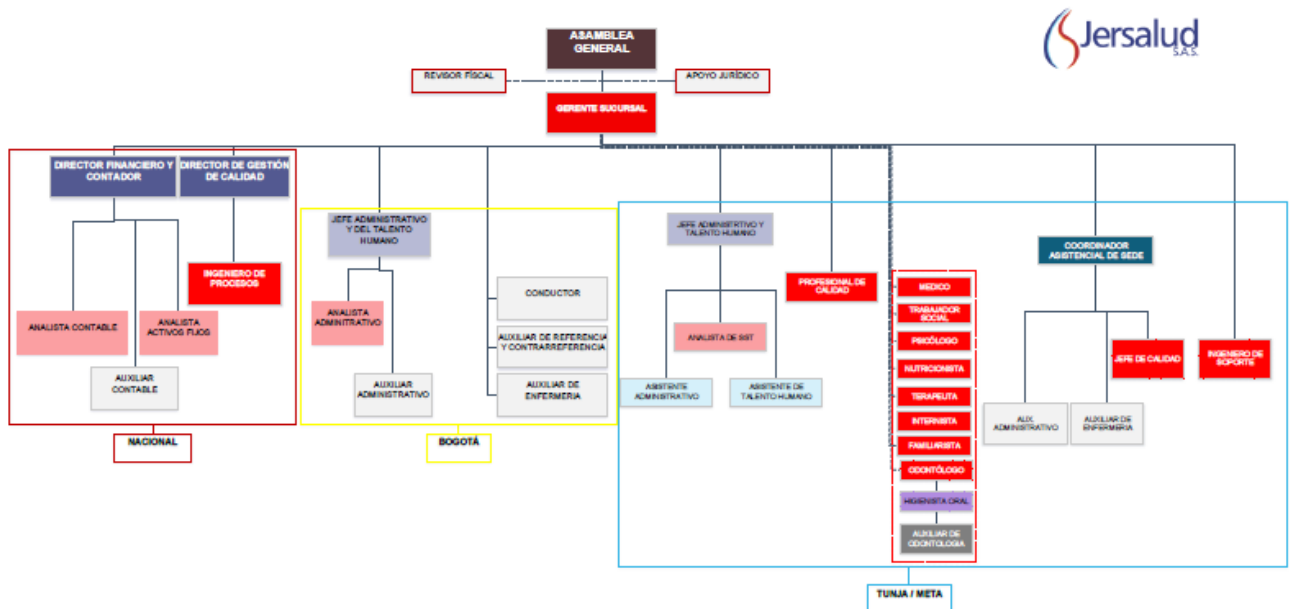 Jersalud
S.A.S.
ASAMBLEA
GENERAL
REVISOR FÍSCAL
APOYO JURÍDICO
GERENTE SUCURSAL
DIRECTOR FINANCIERO Y
CONTADOR
DIRECTOR DE GESTIÓN
DE CALIDAD
INGENIERO DE
PROCESOS
ANALISTA CONTABLE
ANALISTA
ACTIVOS FIJOS
AUXILIAR
CONTABLE
NACIONAL
JEFE ADMINISTRATIVO
Y DEL TALENTO
HUMANO
ANALISTA
ADMINITRATIVO
AUXILIAR
ADMINISTRATIVO
CONDUCTOR
AUXILIAR DE REFERENCIA
Y CONTRARREFERENCIA
AUXILIAR DE
ENFERMERIA
BOGOTÁ
JEFE ADMINISTRTIVO Y
TALENTO HUMANO
PROFESIONAL DE
CALIDAD
ANALISTA DE SST
ASISTENTE
ADMINISTRATIVO
ASISTENTE DE
TALENTO HUMANO
MEDICO
TRABAJADOR
SOCIAL
PSICÓLOGO
NUTRICIONISTA
TERAPEUTA
INTERNISTA
FAMILIARISTA
ODONTÓLOGO
HIGIENISTA ORAL
AUXILIAR DE
ODONTOLOGIA
COORDINADOR
ASISTENCIAL DE SEDE
JEFE DE CALIDAD
INGENIERO DE
SOPORTE
AUX.
ADMINISTRATIVO
AUXILIAR DE
ENFERMERIA
TUNJA / META